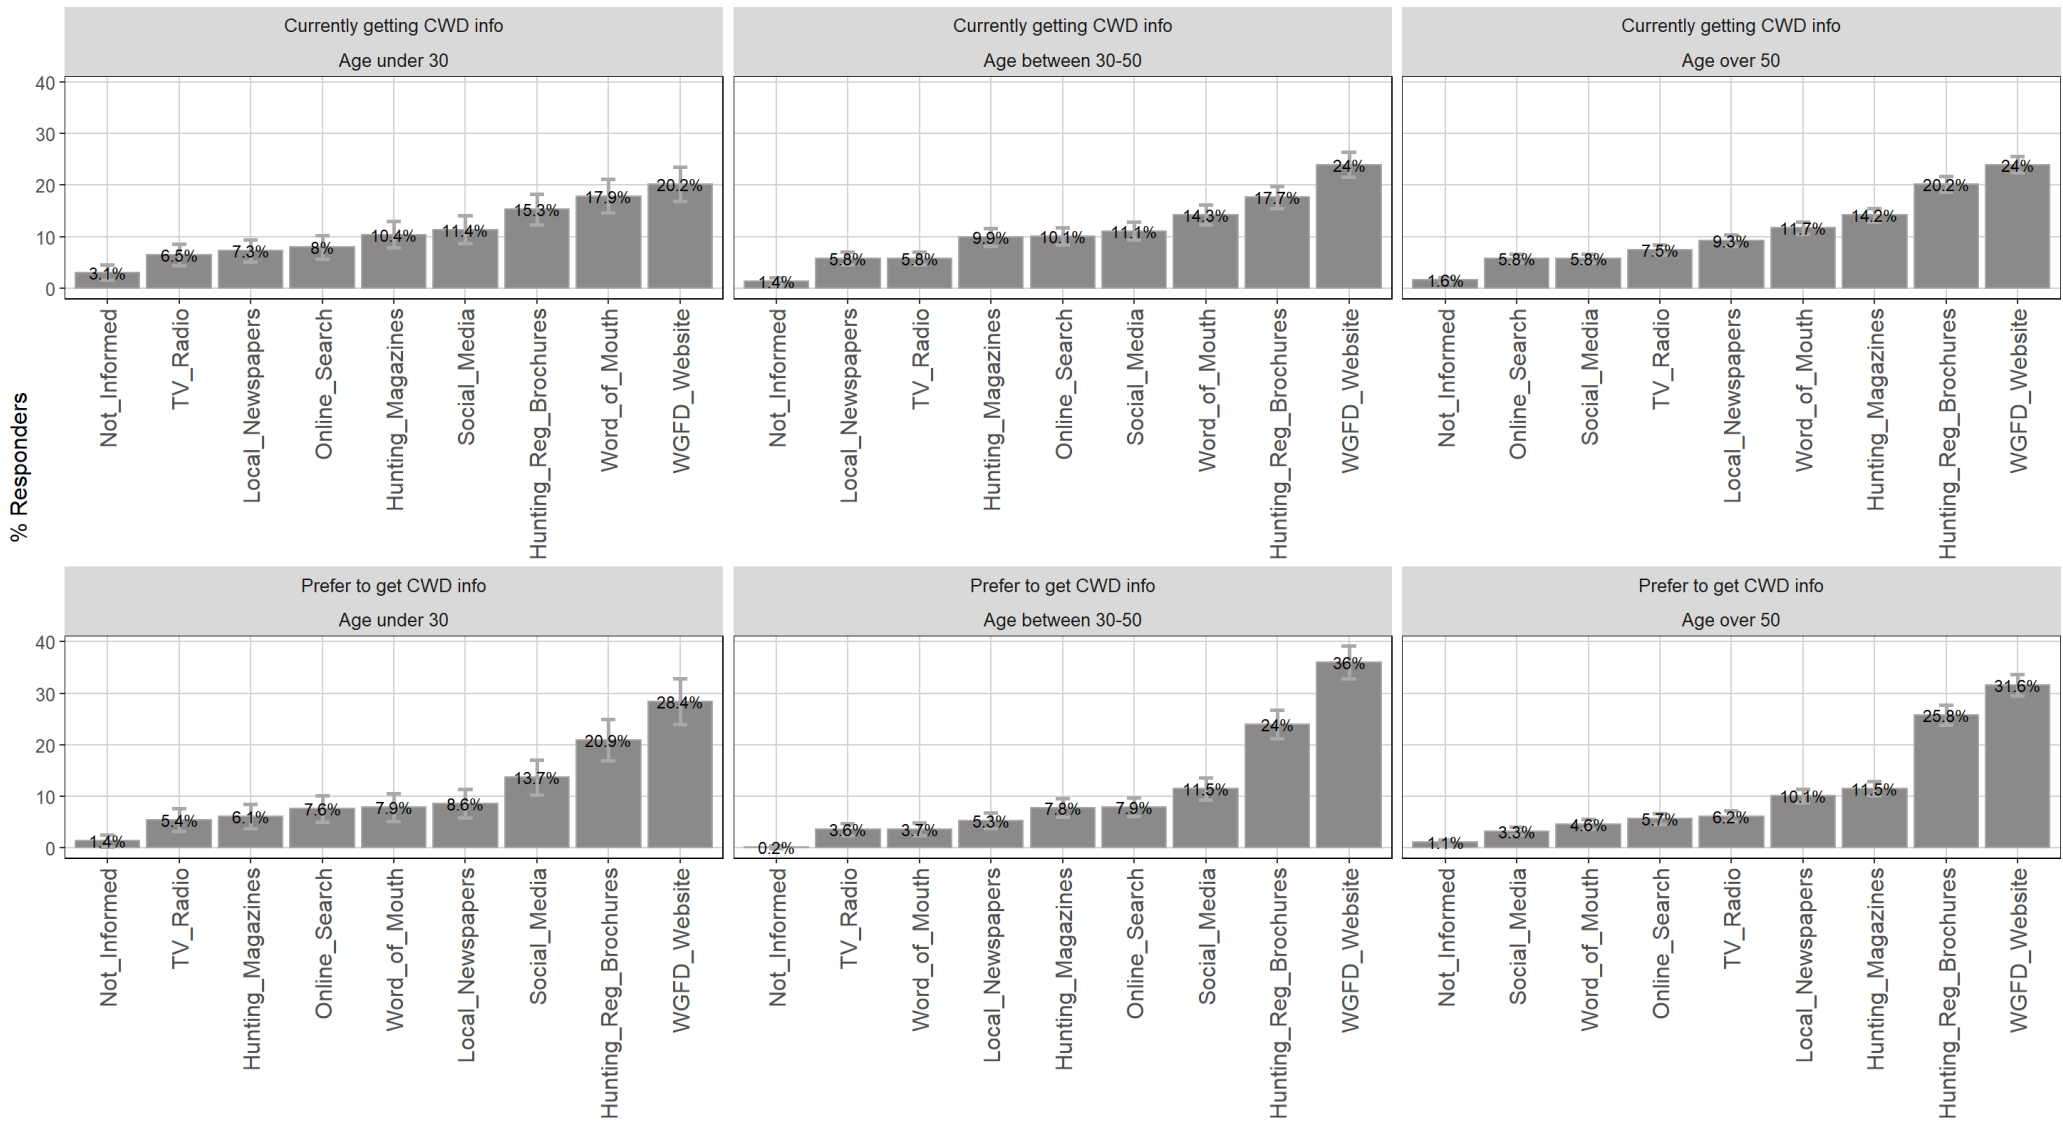 Currently getting CWD info
Age under 30
Currently getting CWD info
Age between 30-50
Currently getting CWD info
Age over 50
40
30
20
10
0
3.1%
6.5%
7.3%
8%
10.4%
11.4%
15.3%
17.9%
20.2%
1.4%
5.8%
5.8%
9.9%
10.1%
11.1%
14.3%
17.7%
24%
1.6%
5.8%
5.8%
7.5%
9.3%
11.7%
14.2%
20.2%
24%
Not_Informed
TV_Radio
Local_Newspapers
Online_Search
Hunting_Magazines
Social_Media
Hunting_Reg_Brochures
Word_of_Mouth
WGFD_Website
Not_Informed
Local_Newspapers
TV_Radio
Hunting_Magazines
Online_Search
Social_Media
Word_of_Mouth
Hunting_Reg_Brochures
WGFD_Website
Not_Informed
Online_Search
Social_Media
TV_Radio
Local_Newspapers
Word_of_Mouth
Hunting_Magazines
Hunting_Reg_Brochures
WGFD_Website
% Responders
Prefer to get CWD info
Age under 30
Prefer to get CWD info
Age between 30-50
Prefer to get CWD info
Age over 50
40
30
20
10
0
1.4%
5.4%
6.1%
7.6%
7.9%
8.6%
13.7%
20.9%
28.4%
0.2%
3.6%
3.7%
5.3%
7.8%
7.9%
11.5%
24%
36%
1.1%
3.3%
4.6%
5.7%
6.2%
10.1%
11.5%
25.8%
31.6%
Not_Informed
TV_Radio
Hunting_Magazines
Online_Search
Word_of_Mouth
Local_Newspapers
Social_Media
Hunting_Reg_Brochures
WGFD_Website
Not_Informed
TV_Radio
Word_of_Mouth
Local_Newspapers
Hunting_Magazines
Online_Search
Social_Media
Hunting_Reg_Brochures
WGFD_Website
Not_Informed
Social_Media
Word_of_Mouth
Online_Search
TV_Radio
Local_Newspapers
Hunting_Magazines
Hunting_Reg_Brochures
WGFD_Website